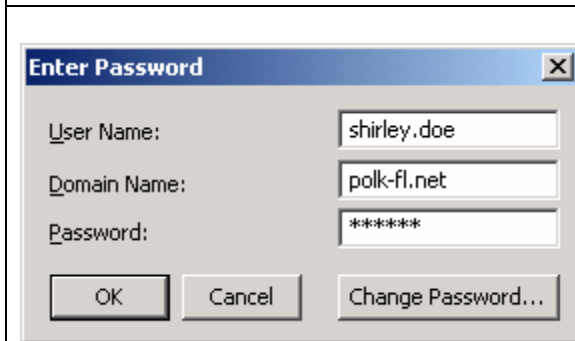 Enter Password
User Name: shirley.doe
Domain Name: polk-fl.net
Password: ******
OK Cancel Change Password...